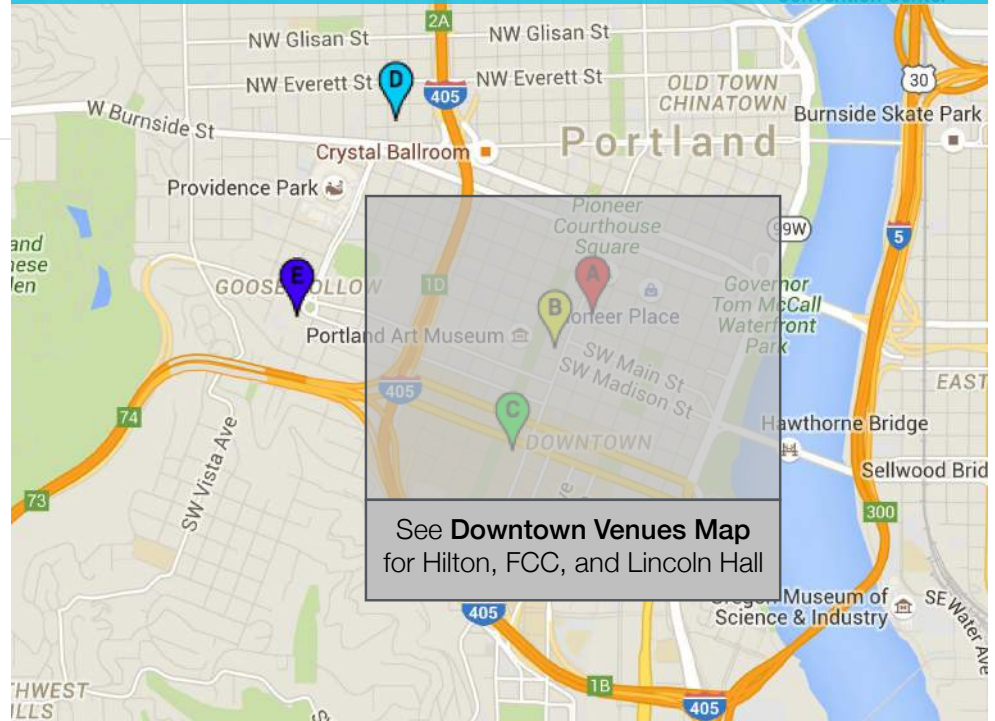 2A
NW Glisan St
NW Glisan St
NW Everett St
D
405
NW Everett St
OLD TOWN
CHINATOWN
30
Burnside Skate Park
W Burnside St
Crystal Ballroom
Portland
Providence Park
Pioneer
Courthouse
Square
99W
5
E
GOOSE HOLLOW
1D
A
B
Pioneer Place
Governor
Tom McCall
Waterfront
Park
Portland Art Museum
SW Main St
SW Madison St
405
EAST
74
C
DOWNTOWN
Hawthorne Bridge
SW Vista Ave
Sellwood Brid
73
300
See Downtown Venues Map
for Hilton, FCC, and Lincoln Hall
405
Oregon Museum of
Science & Industry
SE Water Ave
1B
405
HWEST
ILLS